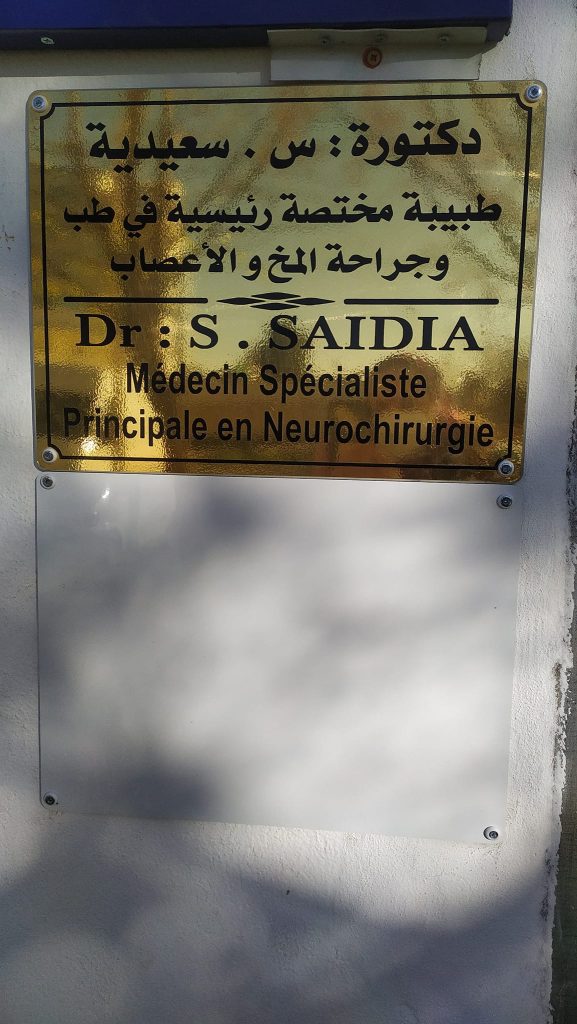 دكتورة : س . سعيدية
طبيبة مختصة رئيسية في طب
وجراحة المخ و الأعصاب
Dr : S . SAIDIA
Médecin Spécialiste
Principale en Neurochirurgie